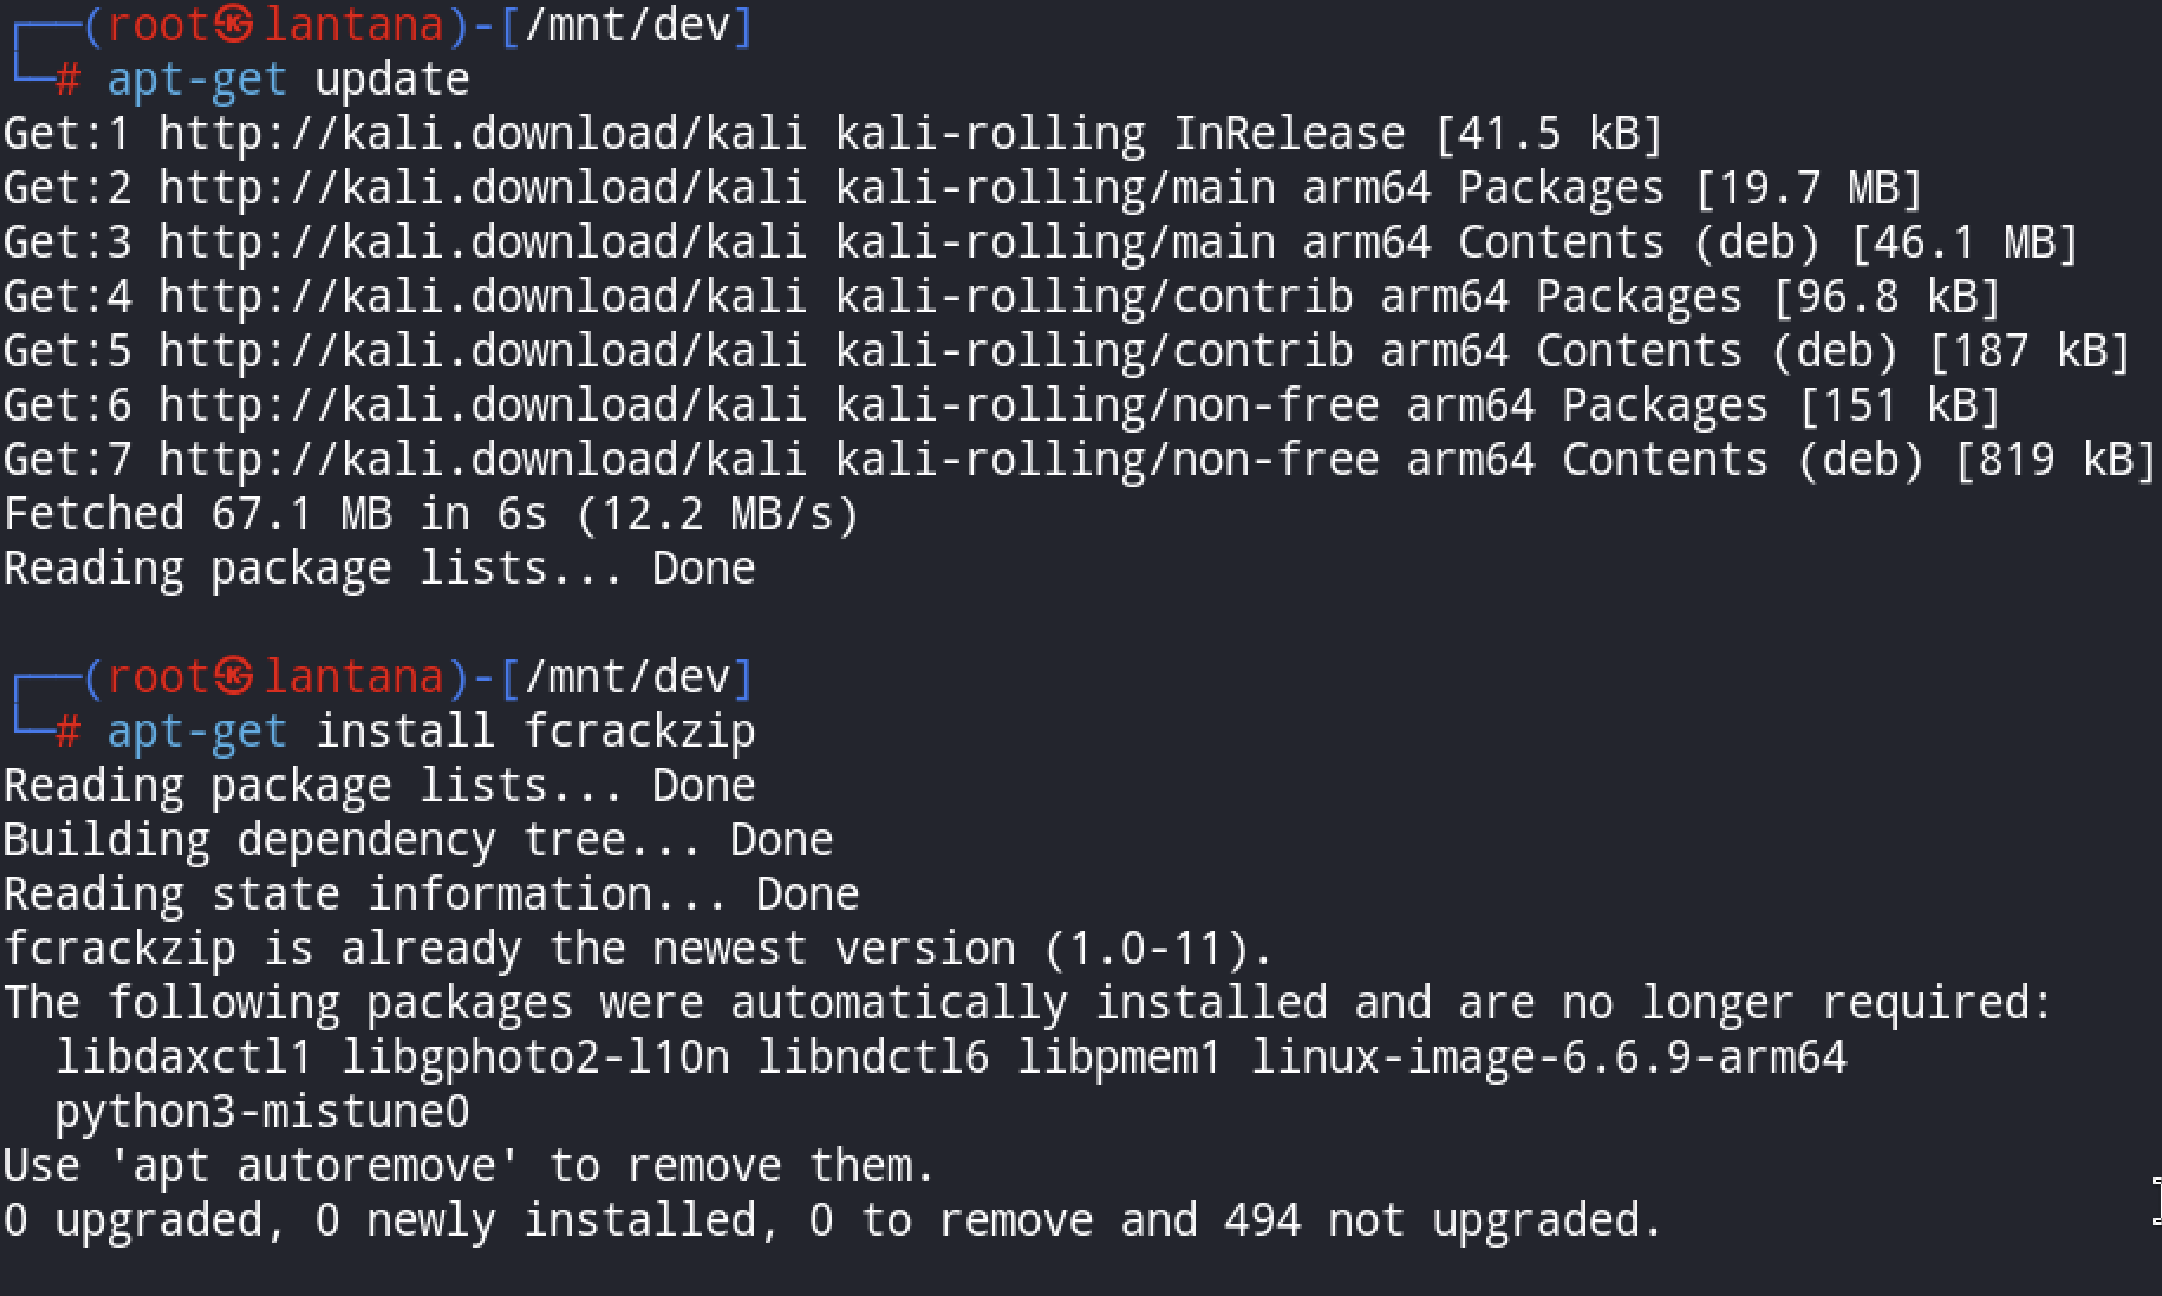 ┌──(root㉿lantana)-[/mnt/dev]
└─# apt-get update
Get:1 http://kali.download/kali kali-rolling InRelease [41.5 kB]
Get:2 http://kali.download/kali kali-rolling/main arm64 Packages [19.7 MB]
Get:3 http://kali.download/kali kali-rolling/main arm64 Contents (deb) [46.1 MB]
Get:4 http://kali.download/kali kali-rolling/contrib arm64 Packages [96.8 kB]
Get:5 http://kali.download/kali kali-rolling/contrib arm64 Contents (deb) [187 kB]
Get:6 http://kali.download/kali kali-rolling/non-free arm64 Packages [151 kB]
Get:7 http://kali.download/kali kali-rolling/non-free arm64 Contents (deb) [819 kB]
Fetched 67.1 MB in 6s (12.2 MB/s)
Reading package lists... Done
┌──(root㉿lantana)-[/mnt/dev]
└─# apt-get install fcrackzip
Reading package lists... Done
Building dependency tree... Done
Reading state information... Done
fcrackzip is already the newest version (1.0-11).
The following packages were automatically installed and are no longer required:
  libdaxctl1 libgphoto2-l10n libndctl6 libpmem1 linux-image-6.6.9-arm64
  python3-mistune0
Use 'apt autoremove' to remove them.
0 upgraded, 0 newly installed, 0 to remove and 494 not upgraded.